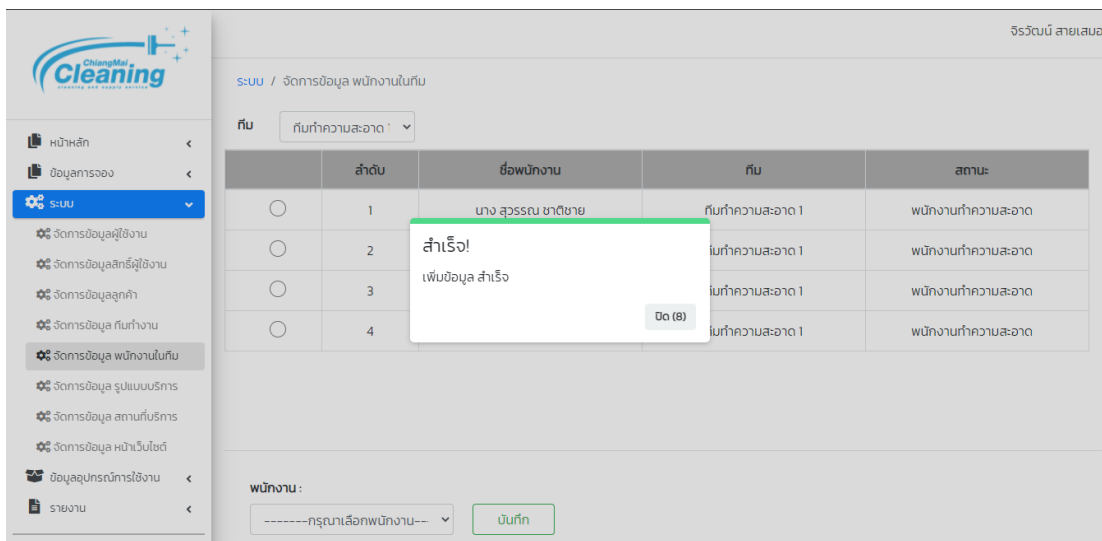 จิรวัฒน์ สายเสมอ
ChiangMai
Cleaning
cleaning and supply service
ระบบ / จัดการข้อมูล พนักงานในทีม
ทีม ทีมทำความสะอาด 1
หน้าหลัก
ข้อมูลการจอง
ระบบ
จัดการข้อมูลผู้ใช้งาน
จัดการข้อมูลสิทธิ์ผู้ใช้งาน
จัดการข้อมูลลูกค้า
จัดการข้อมูล ทีมทำงาน
จัดการข้อมูล พนักงานในทีม
จัดการข้อมูล รูปแบบบริการ
จัดการข้อมูล สถานที่บริการ
จัดการข้อมูล หน้าเว็บไซต์
ข้อมูลอุปกรณ์การใช้งาน
รายงาน
ลำดับ ชื่อพนักงาน ทีม สถานะ
1 นาง สุวรรณ ชาติชาย ทีมทำความสะอาด 1 พนักงานทำความสะอาด
2 ทีมทำความสะอาด 1 พนักงานทำความสะอาด
3 ทีมทำความสะอาด 1 พนักงานทำความสะอาด
4 ทีมทำความสะอาด 1 พนักงานทำความสะอาด
สำเร็จ!
เพิ่มข้อมูล สำเร็จ
ปิด (8)
พนักงาน :
-------กรุณาเลือกพนักงาน--- บันทึก